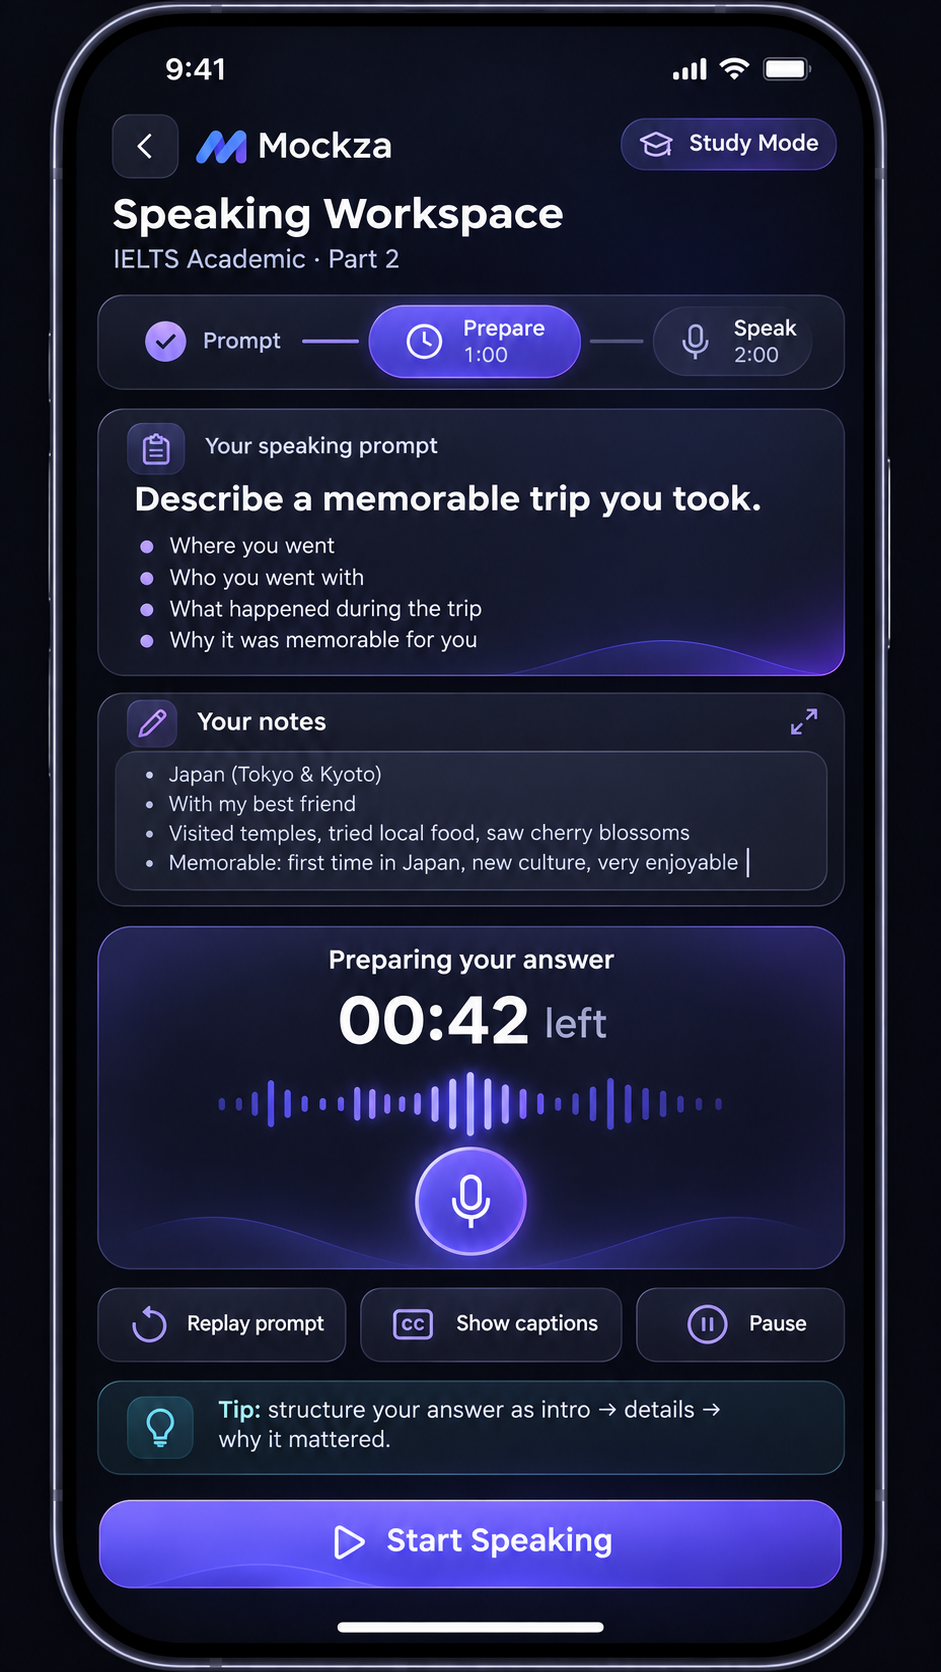 9:41
Mockza
Study Mode
Speaking Workspace
IELTS Academic · Part 2
Prompt
Prepare
1:00
Speak
2:00
Your speaking prompt
Describe a memorable trip you took.
Where you went
Who you went with
What happened during the trip
Why it was memorable for you
Your notes
• Japan (Tokyo & Kyoto)
• With my best friend
• Visited temples, tried local food, saw cherry blossoms
• Memorable: first time in Japan, new culture, very enjoyable
Preparing your answer
00:42 left
Replay prompt
CC Show captions
Pause
Tip: structure your answer as intro → details →
why it mattered.
Start Speaking